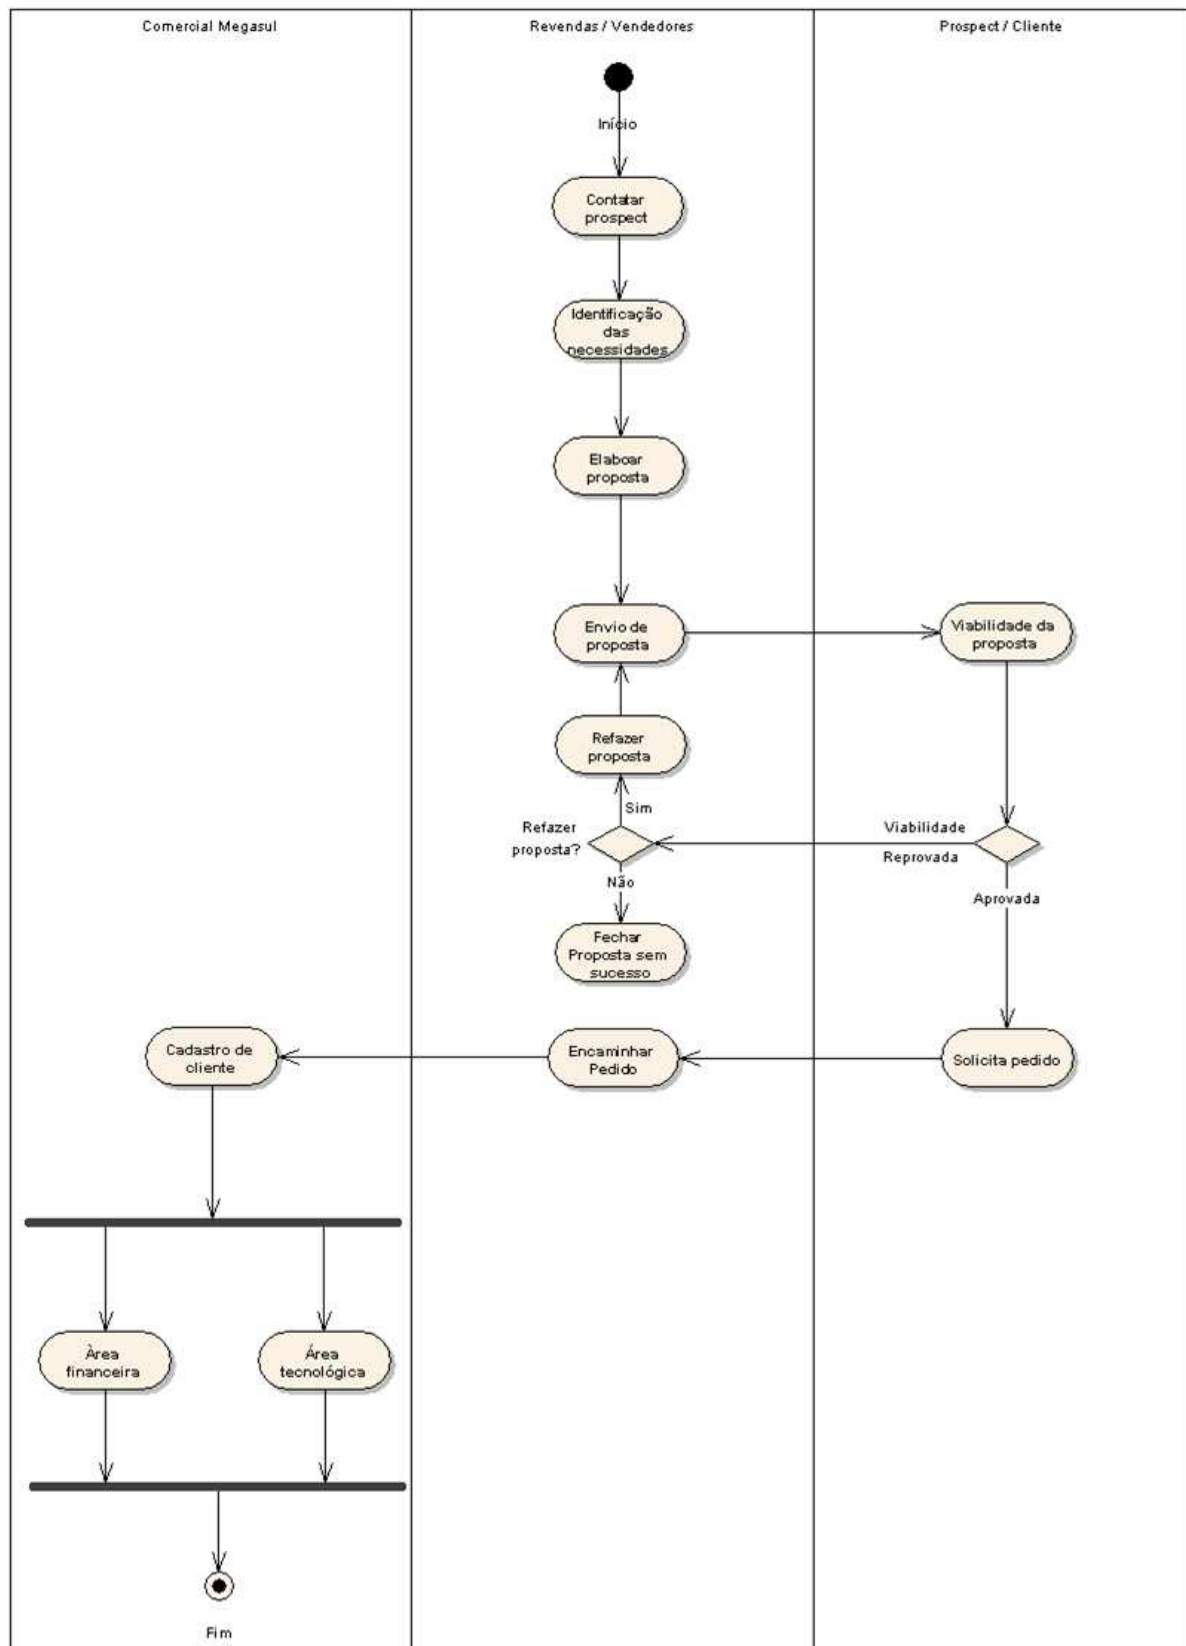 Comercial Megasul
Revendas / Vendedores
Prospect / Cliente
Início
Contatar
prospect
Identificação
das
necessidades
Elaboar
proposta
Envio de
proposta
Viabilidade da
proposta
Refazer
proposta
Sim
Refazer
proposta?
Viabilidade
Reprovada
Não
Aprovada
Fechar
Proposta sem
sucesso
Cadastro de
cliente
Encaminhar
Pedido
Solicita pedido
Àrea
financeira
Área
tecnológica
Fim